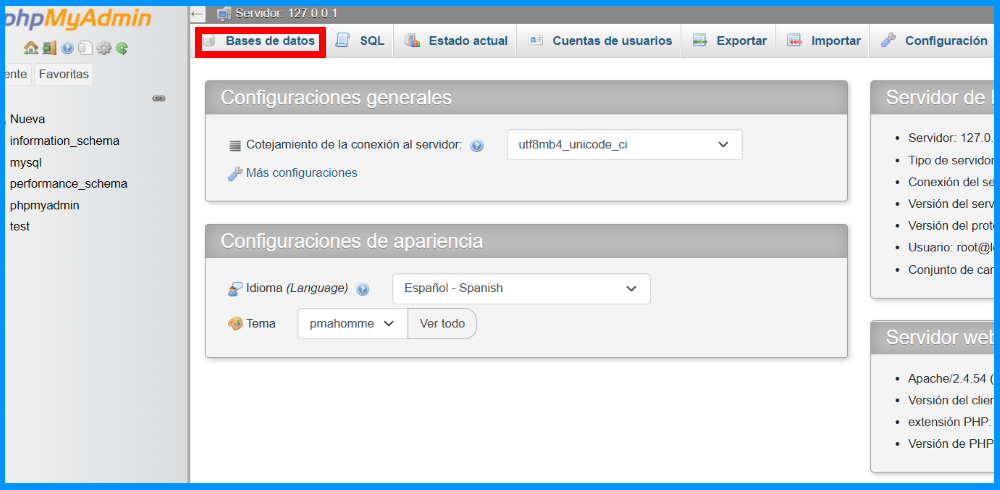 phpMyAdmin
Servidor: 127.0.0.1
Bases de datos SQL Estado actual Cuentas de usuarios Exportar Importar Configuración
ente Favoritas
Nueva
information_schema
mysql
performance_schema
phpmyadmin
test
Configuraciones generales
Cotejamiento de la conexión al servidor: utf8mb4_unicode_ci
Más configuraciones
Configuraciones de apariencia
Idioma (Language) Español - Spanish
Tema pmahomme Ver todo
Servidor de
Servidor: 127.0.
Tipo de servidor
Conexión del se
Versión del serv
Versión del prot
Usuario: root@l
Conjunto de car
Servidor web
Apache/2.4.54 (
Versión del clien
extensión PHP:
Versión de PHP